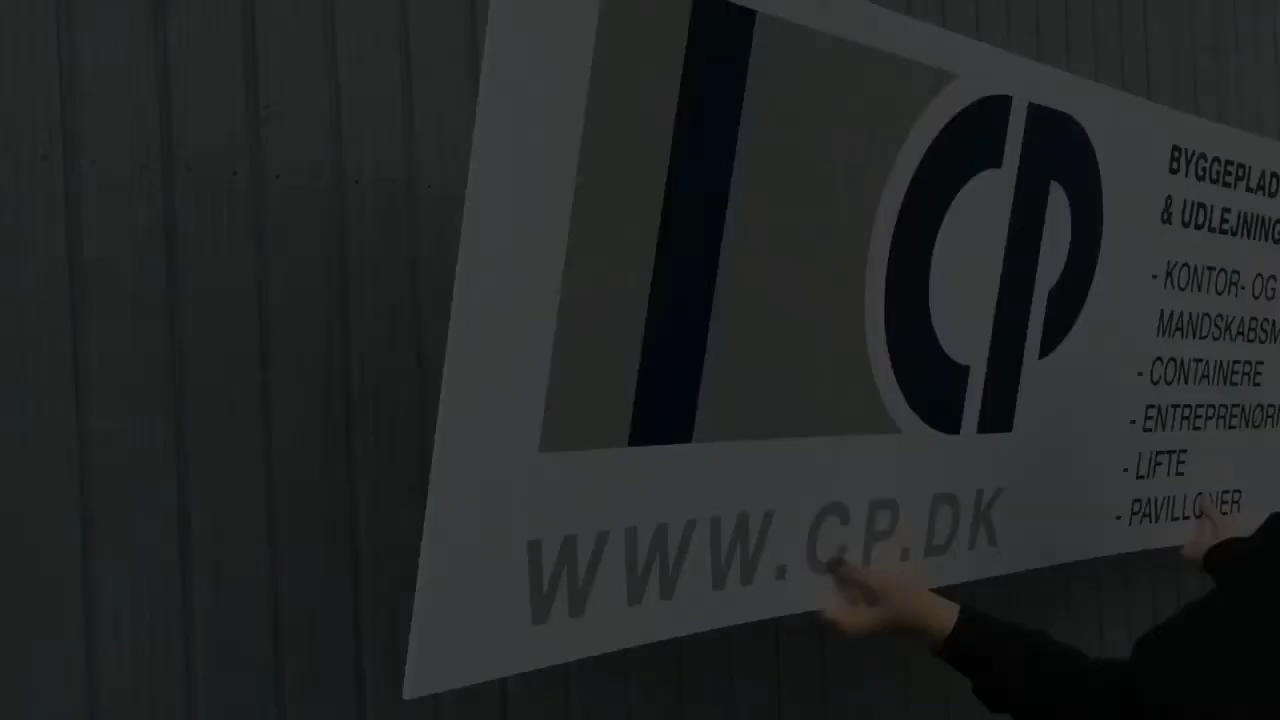 CP
BYGGEPLAD
& UDLEJNING
- KONTOR- OG
MANDSKABSM
- CONTAINERE
- ENTREPRENØR
- LIFTE
- PAVILLONER
WWW.CP.DK